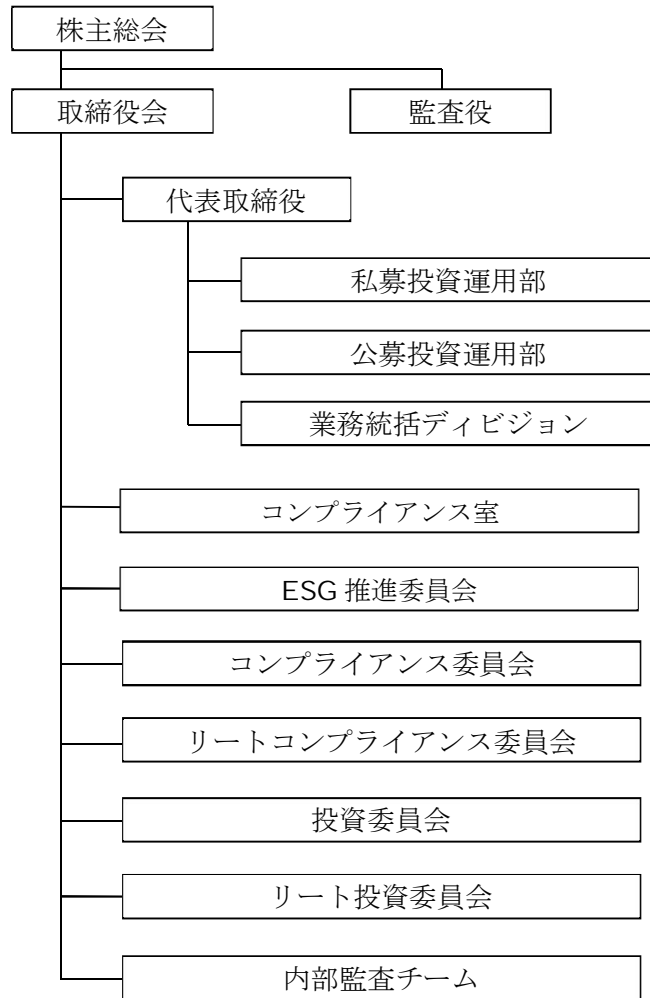 株主総会
取締役会
監査役
代表取締役
私募投資運用部
公募投資運用部
業務統括ディビジョン
コンプライアンス室
ESG 推進委員会
コンプライアンス委員会
リートコンプライアンス委員会
投資委員会
リート投資委員会
内部監査チーム